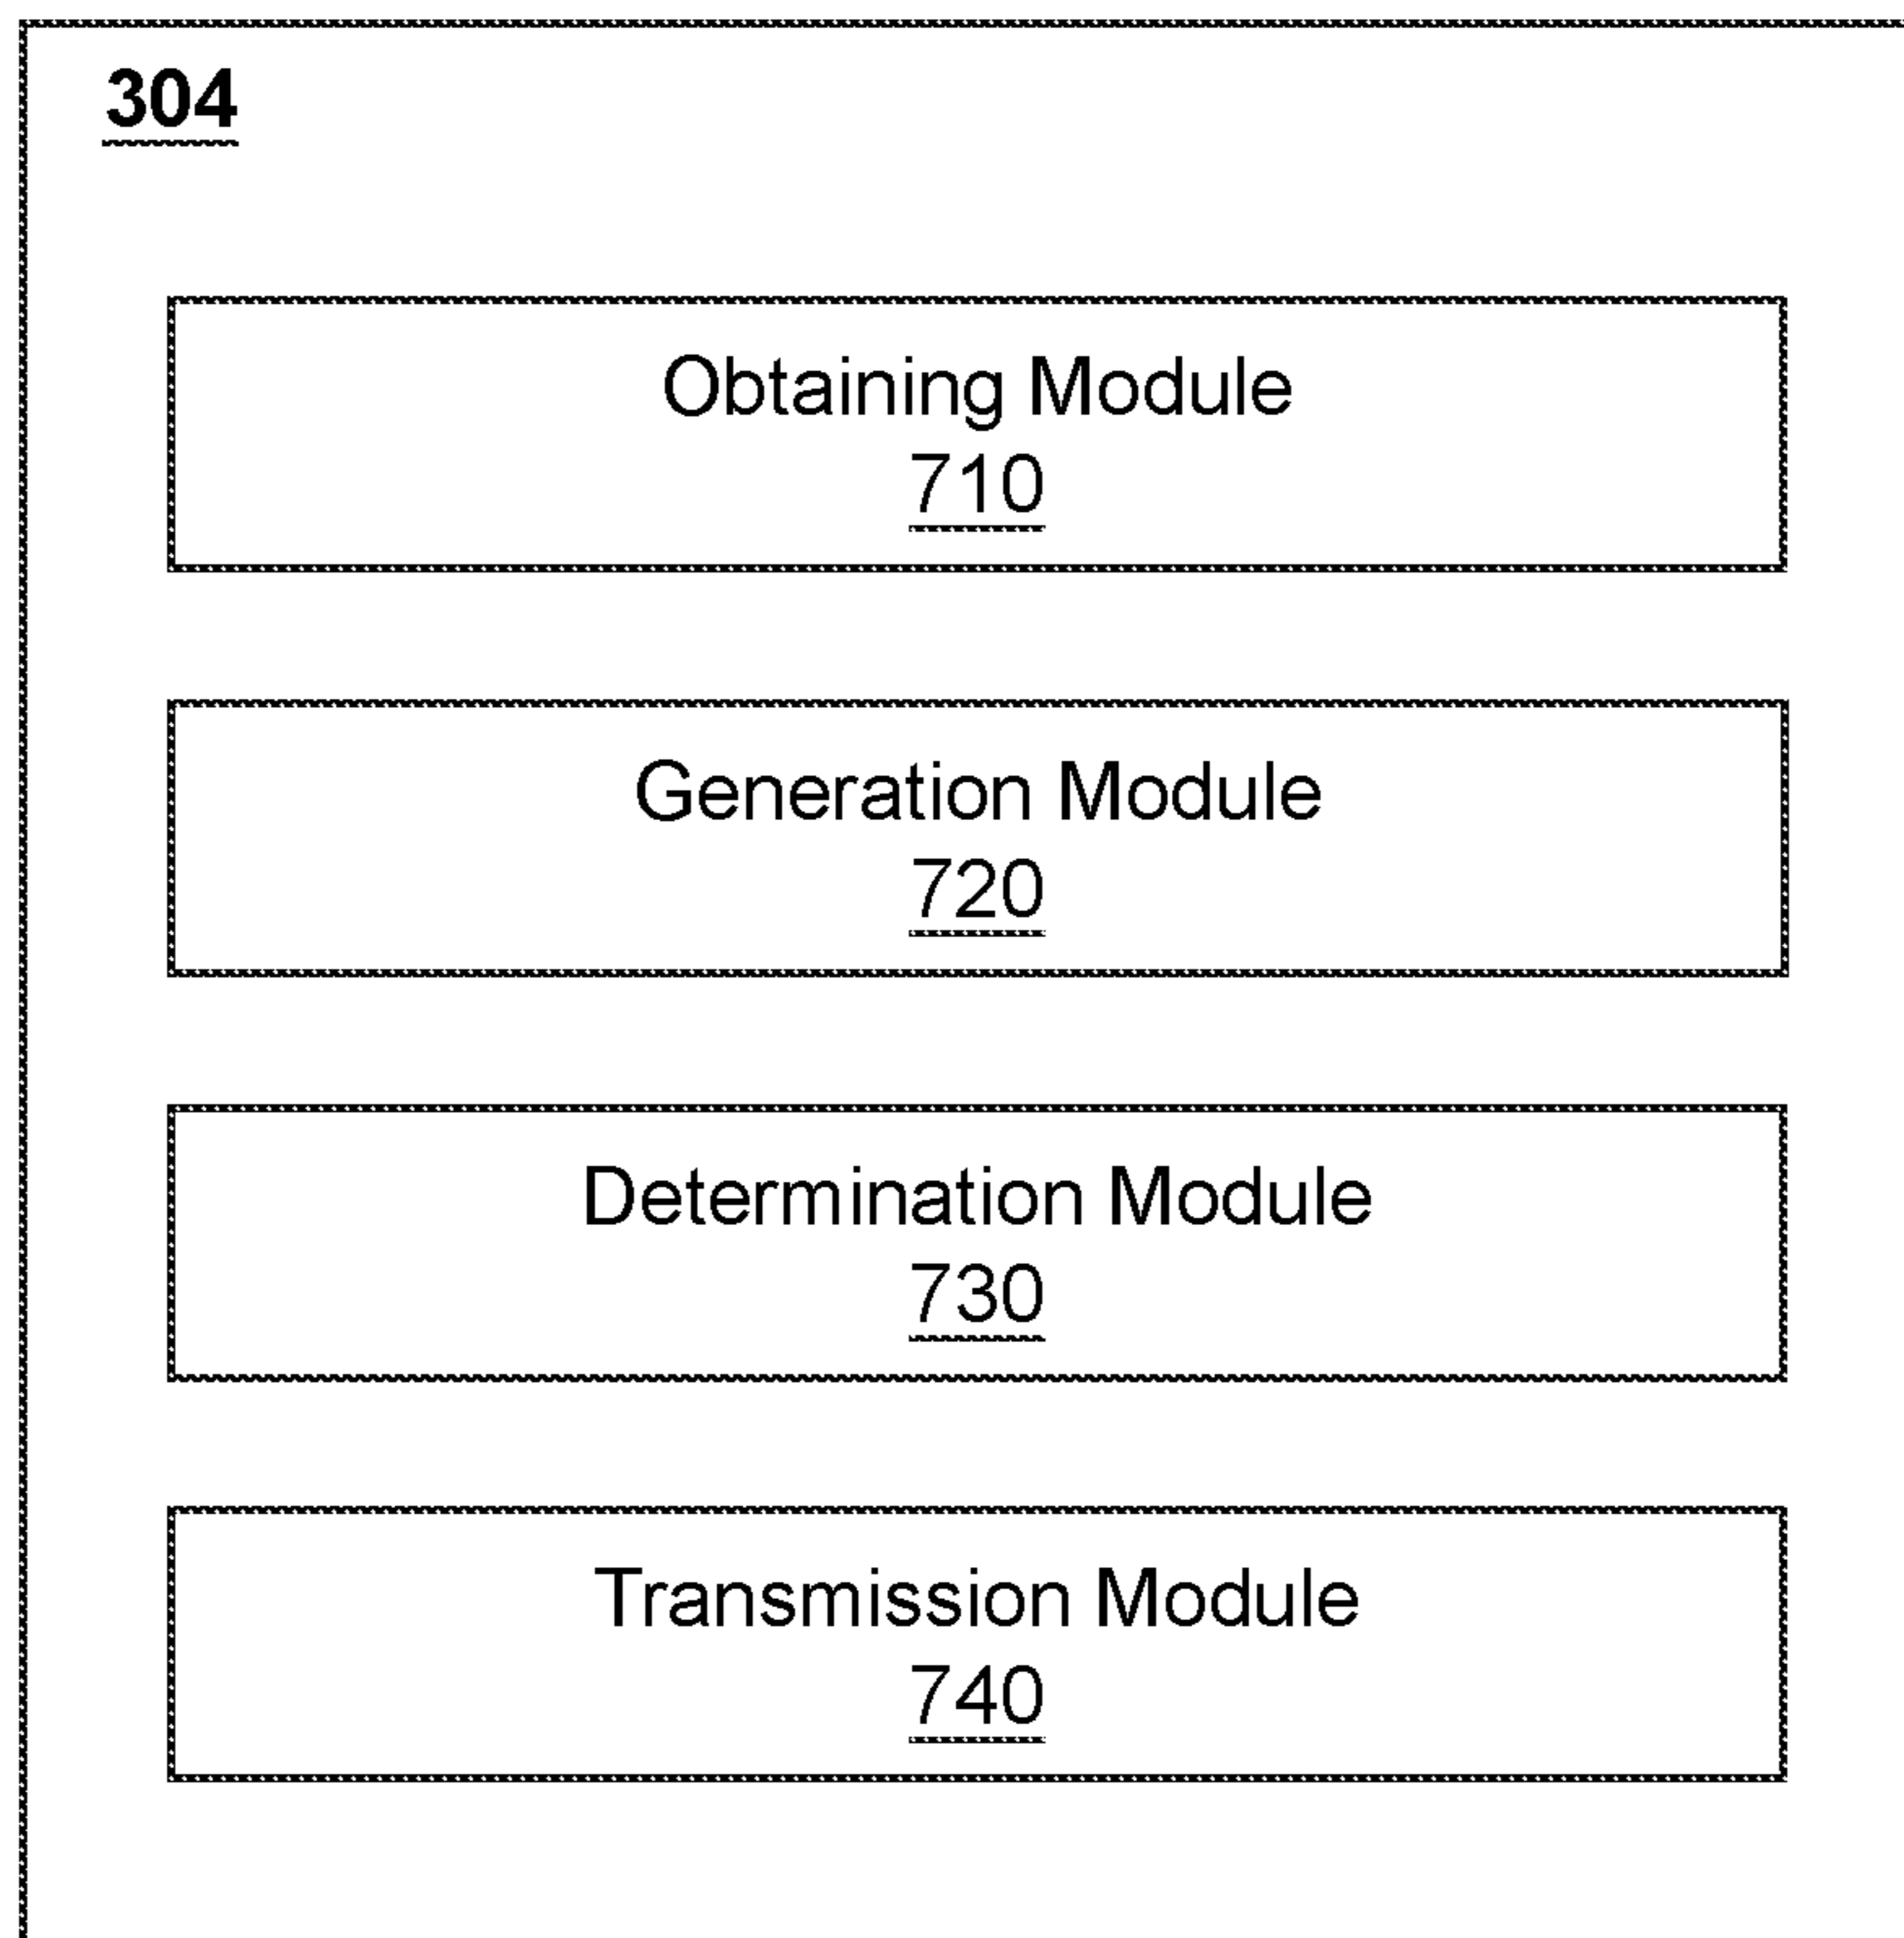 304
Obtaining Module
710
Generation Module
720
Determination Module
730
Transmission Module
740